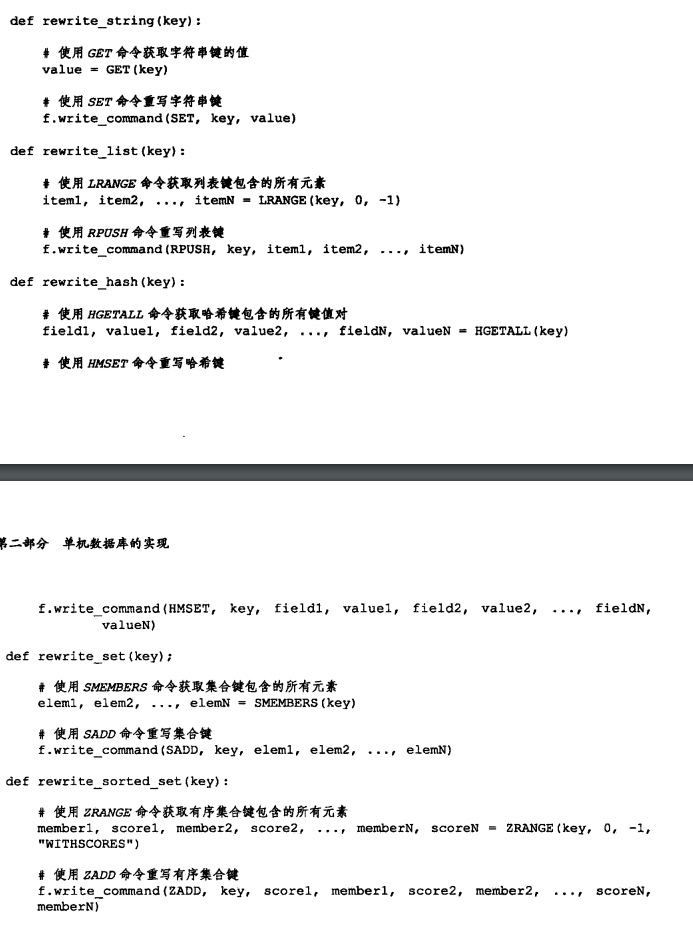 def rewrite_string(key):
# 使用 GET 命令获取字符串键的值
value = GET(key)
# 使用 SET 命令重写字符串键
f.write_command(SET, key, value)
def rewrite_list(key):
# 使用 LRANGE 命令获取列表键包含的所有元素
item1, item2, ..., itemN = LRANGE(key, 0, -1)
# 使用 RPUSH 命令重写列表键
f.write_command(RPUSH, key, item1, item2, ..., itemN)
def rewrite_hash(key):
# 使用 HGETALL 命令获取哈希键包含的所有键值对
field1, value1, field2, value2, ..., fieldN, valueN = HGETALL(key)
# 使用 HMSET 命令重写哈希键
第二部分 单机数据库的实现
f.write_command(HMSET, key, field1, value1, field2, value2, ..., fieldN,
valueN)
def rewrite_set(key);
# 使用 SMEMBERS 命令获取集合键包含的所有元素
elem1, elem2, ..., elemN = SMEMBERS(key)
# 使用 SADD 命令重写集合键
f.write_command(SADD, key, elem1, elem2, ..., elemN)
def rewrite_sorted_set(key):
# 使用 ZRANGE 命令获取有序集合键包含的所有元素
member1, score1, member2, score2, ..., memberN, scoreN = ZRANGE(key, 0, -1,
"WITHSCORES")
# 使用 ZADD 命令重写有序集合键
f.write_command(ZADD, key, score1, member1, score2, member2, ..., scoreN,
memberN)